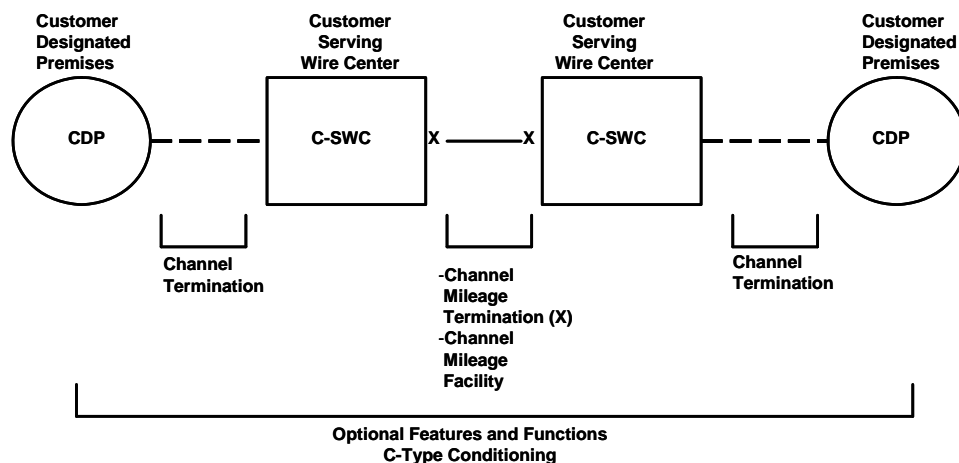 Customer
Designated
Premises
Customer
Serving
Wire Center
Customer
Serving
Wire Center
Customer
Designated
Premises
CDP
C-SWC
X
X
C-SWC
CDP
Channel
Termination
-Channel
Mileage
Termination (X)
-Channel
Mileage
Facility
Channel
Termination
Optional Features and Functions
C-Type Conditioning